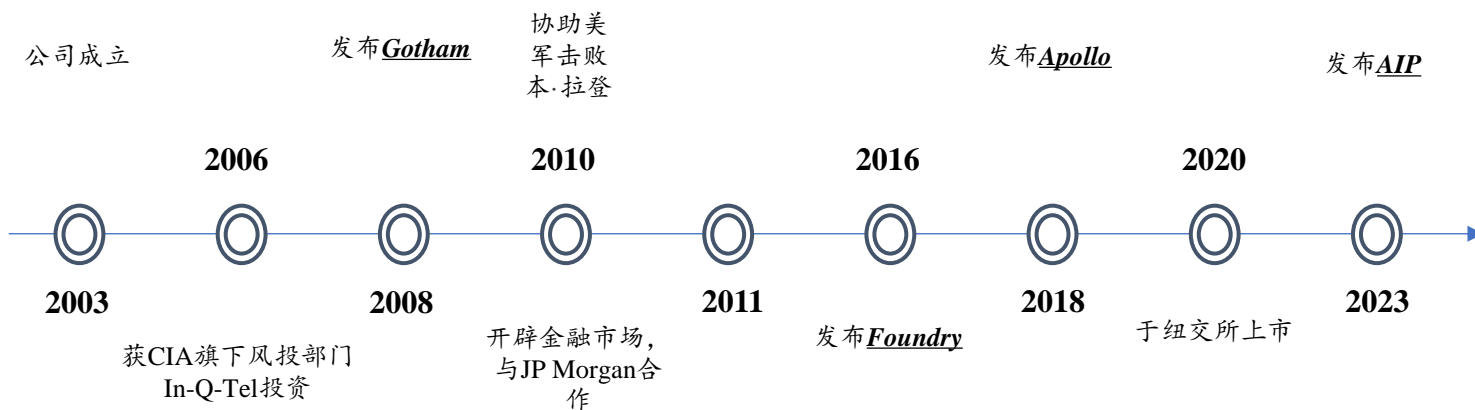 公司成立
发布Gotham
协助美
军击败
本·拉登
发布Apollo
发布AIP
2006
2010
2016
2020
2003
2008
2011
2018
2023
获CIA旗下风投部门
In-Q-Tel投资
开辟金融市场，
与JP Morgan合
作
发布Foundry
于纽交所上市